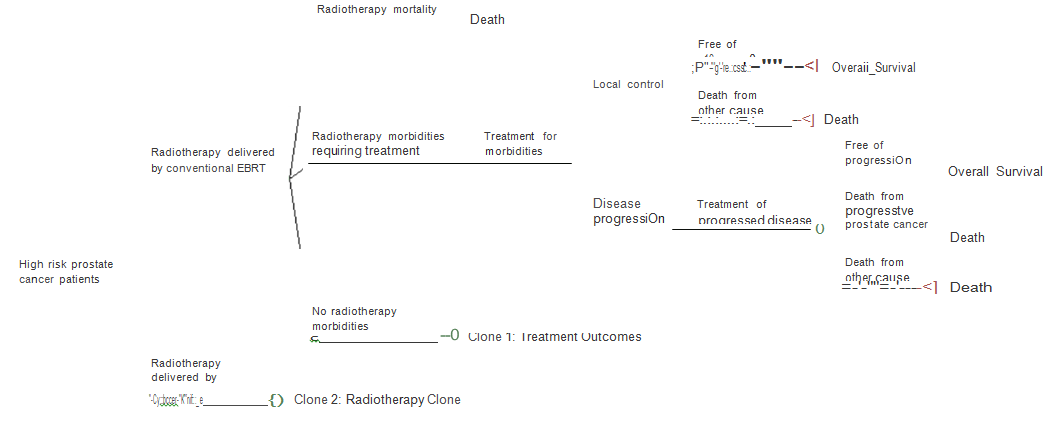 Radiotherapy mortality
Death
Free of
Overaii_Survival
Local control
Death from
other cause
Death
Radiotherapy delivered
by conventional EBRT
Radiotherapy morbidities
requiring treatment
Treatment for
morbidities
Free of
progressiOn
Overall Survival
Disease
progressiOn
Treatment of
progressed disease
Death from
progresstve
prostate cancer
Death
High risk prostate
cancer patients
Death from
other cause
Death
No radiotherapy
morbidities
Clone 1: Treatment Outcomes
Radiotherapy
delivered by
Clone 2: Radiotherapy Clone